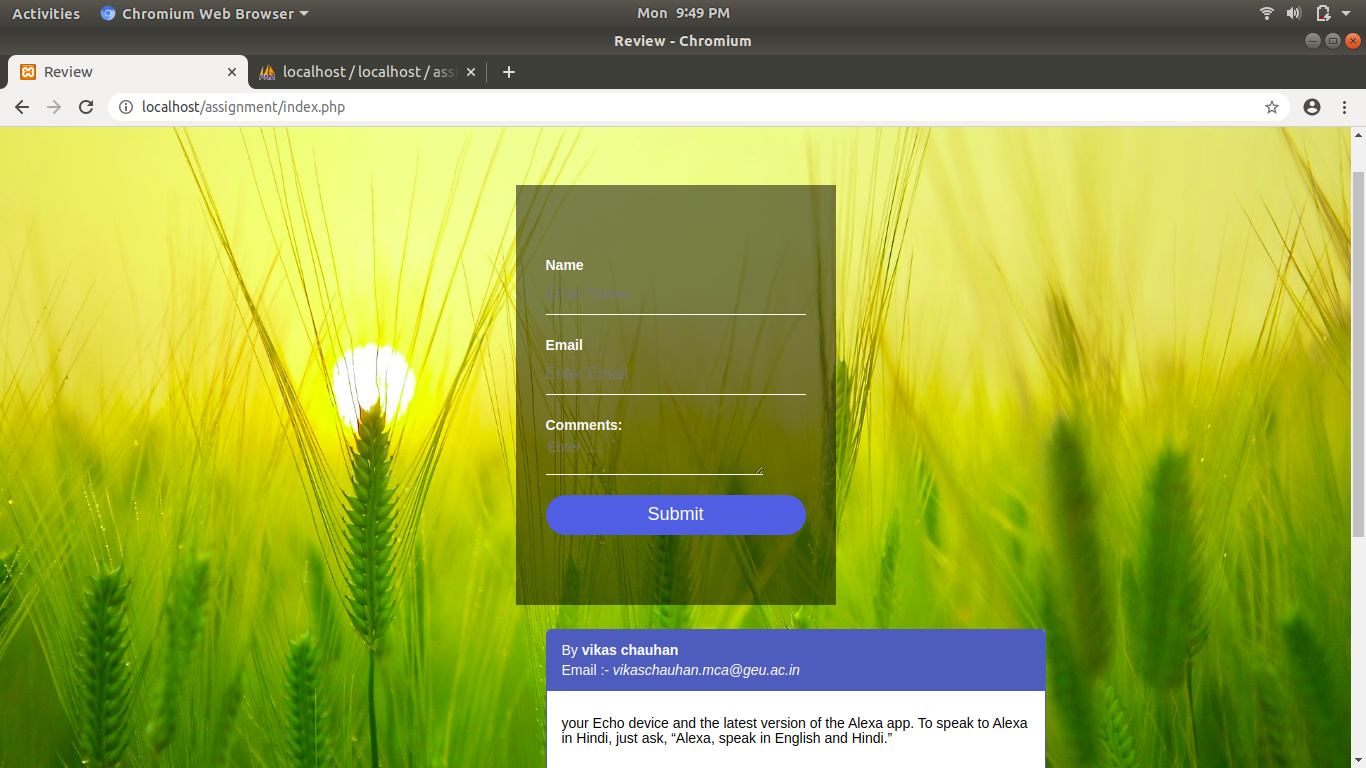 Activities Chromium Web Browser Mon 9:49 PM
Review - Chromium
Review localhost / localhost / ass
localhost/assignment/index.php
Name
Enter Name
Email
Enter Email
Comments:
Enter ....
Submit
By vikas chauhan
Email :- vikaschauhan.mca@geu.ac.in
your Echo device and the latest version of the Alexa app. To speak to Alexa
in Hindi, just ask, “Alexa, speak in English and Hindi.”